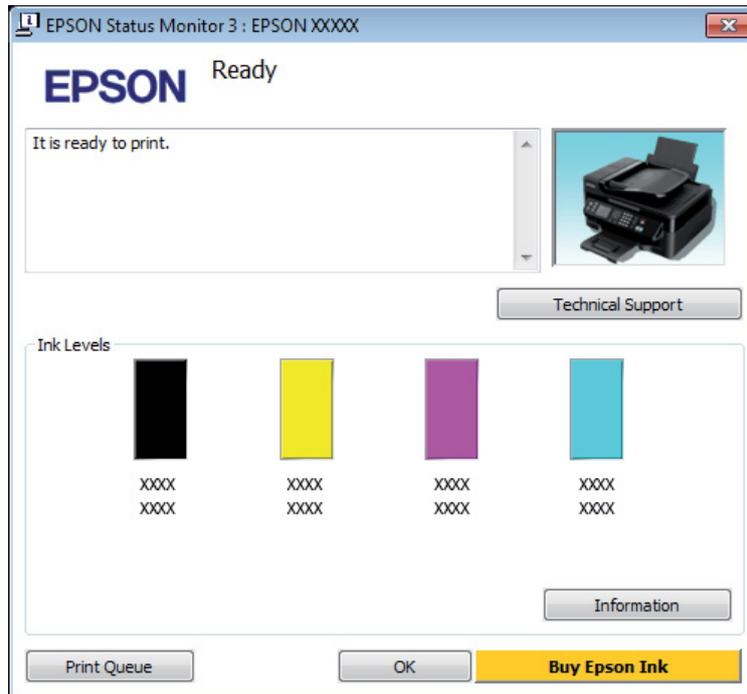 EPSON Status Monitor 3 : EPSON XXXXX
EPSON
Ready
It is ready to print.
Technical Support
Ink Levels
XXXX XXXX XXXX XXXX
XXXX XXXX XXXX XXXX
Information
Print Queue OK Buy Epson Ink